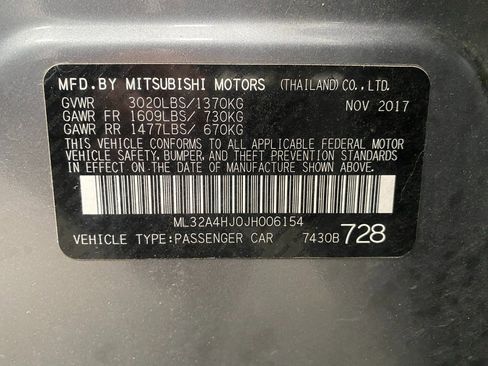 MFD.BY MITSUBISHI MOTORS (THAILAND)CO.,LTD.
GVWR 3020LBS/1370KG NOV 2017
GAWR FR 1609LBS/ 730KG
GAWR RR 1477LBS/ 670KG
THIS VEHICLE CONFORMS TO ALL APPLICABLE FEDERAL MOTOR
VEHICLE SAFETY, BUMPER, AND THEFT PREVENTION STANDARDS
IN EFFECT ON THE DATE OF MANUFACTURE SHOWN ABOVE.
ML32A4HJ0JH006154
VEHICLE TYPE:PASSENGER CAR 7430B 728